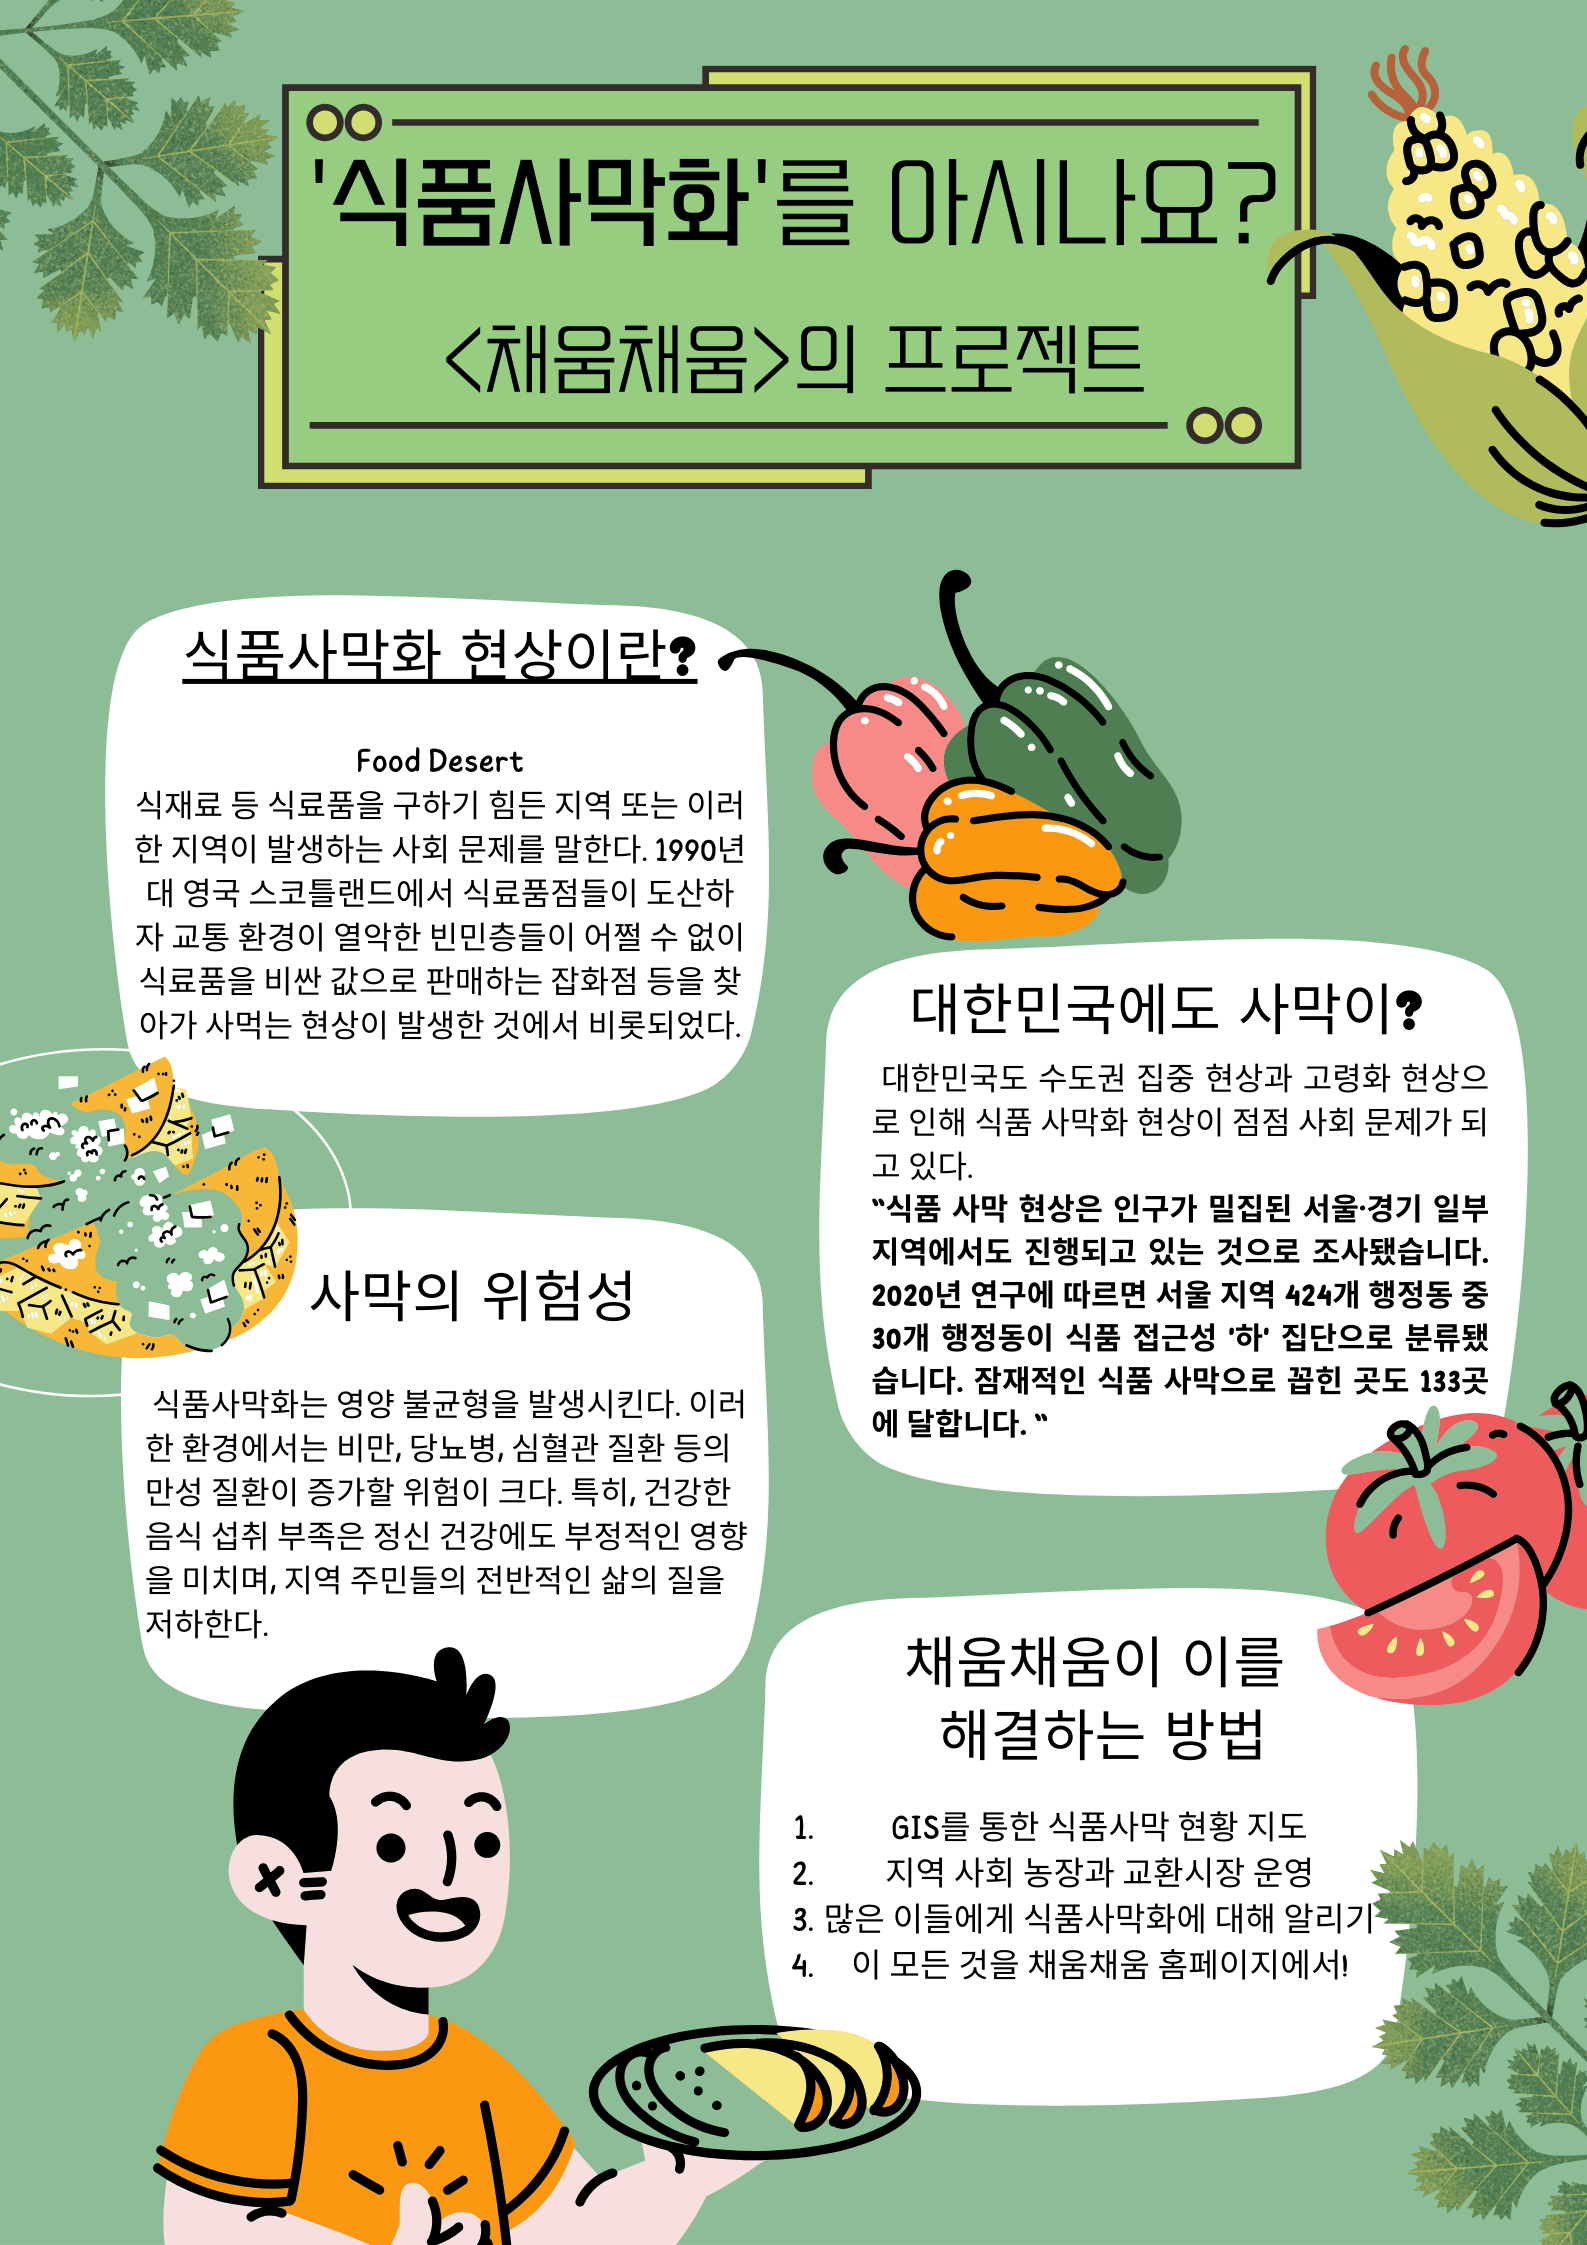 '식품사막화'를 아시나요?
<채움채움>의 프로젝트
식품사막화 현상이란?
Food Desert
식재료 등 식료품을 구하기 힘든 지역 또는 이러
한 지역이 발생하는 사회 문제를 말한다. 1990년
대 영국 스코틀랜드에서 식료품점들이 도산하
자 교통 환경이 열악한 빈민층들이 어쩔 수 없이
식료품을 비싼 값으로 판매하는 잡화점 등을 찾
아가 사먹는 현상이 발생한 것에서 비롯되었다.
대한민국에도 사막이?
대한민국도 수도권 집중 현상과 고령화 현상으
로 인해 식품 사막화 현상이 점점 사회 문제가 되
고 있다.
"식품 사막 현상은 인구가 밀집된 서울·경기 일부
지역에서도 진행되고 있는 것으로 조사됐습니다.
2020년 연구에 따르면 서울 지역 424개 행정동 중
30개 행정동이 식품 접근성 '하' 집단으로 분류됐
습니다. 잠재적인 식품 사막으로 꼽힌 곳도 133곳
에 달합니다. "
사막의 위험성
식품사막화는 영양 불균형을 발생시킨다. 이러
한 환경에서는 비만, 당뇨병, 심혈관 질환 등의
만성 질환이 증가할 위험이 크다. 특히, 건강한
음식 섭취 부족은 정신 건강에도 부정적인 영향
을 미치며, 지역 주민들의 전반적인 삶의 질을
저하한다.
채움채움이 이를
해결하는 방법
1. GIS를 통한 식품사막 현황 지도
2. 지역 사회 농장과 교환시장 운영
3. 많은 이들에게 식품사막화에 대해 알리기
4. 이 모든 것을 채움채움 홈페이지에서!